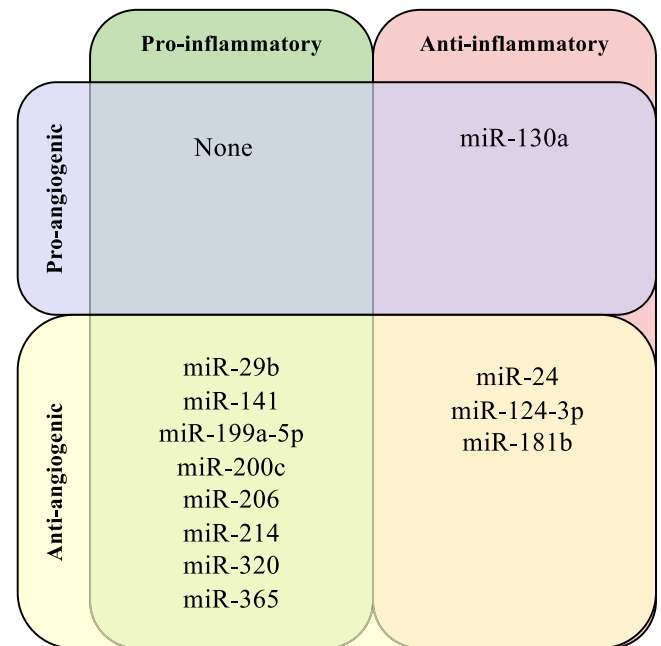 Pro-inflammatory
Anti-inflammatory
Pro-angiogenic
None
miR-130a
Anti-angiogenic
miR-29b
miR-141
miR-199a-5p
miR-200c
miR-206
miR-214
miR-320
miR-365
miR-24
miR-124-3p
miR-181b